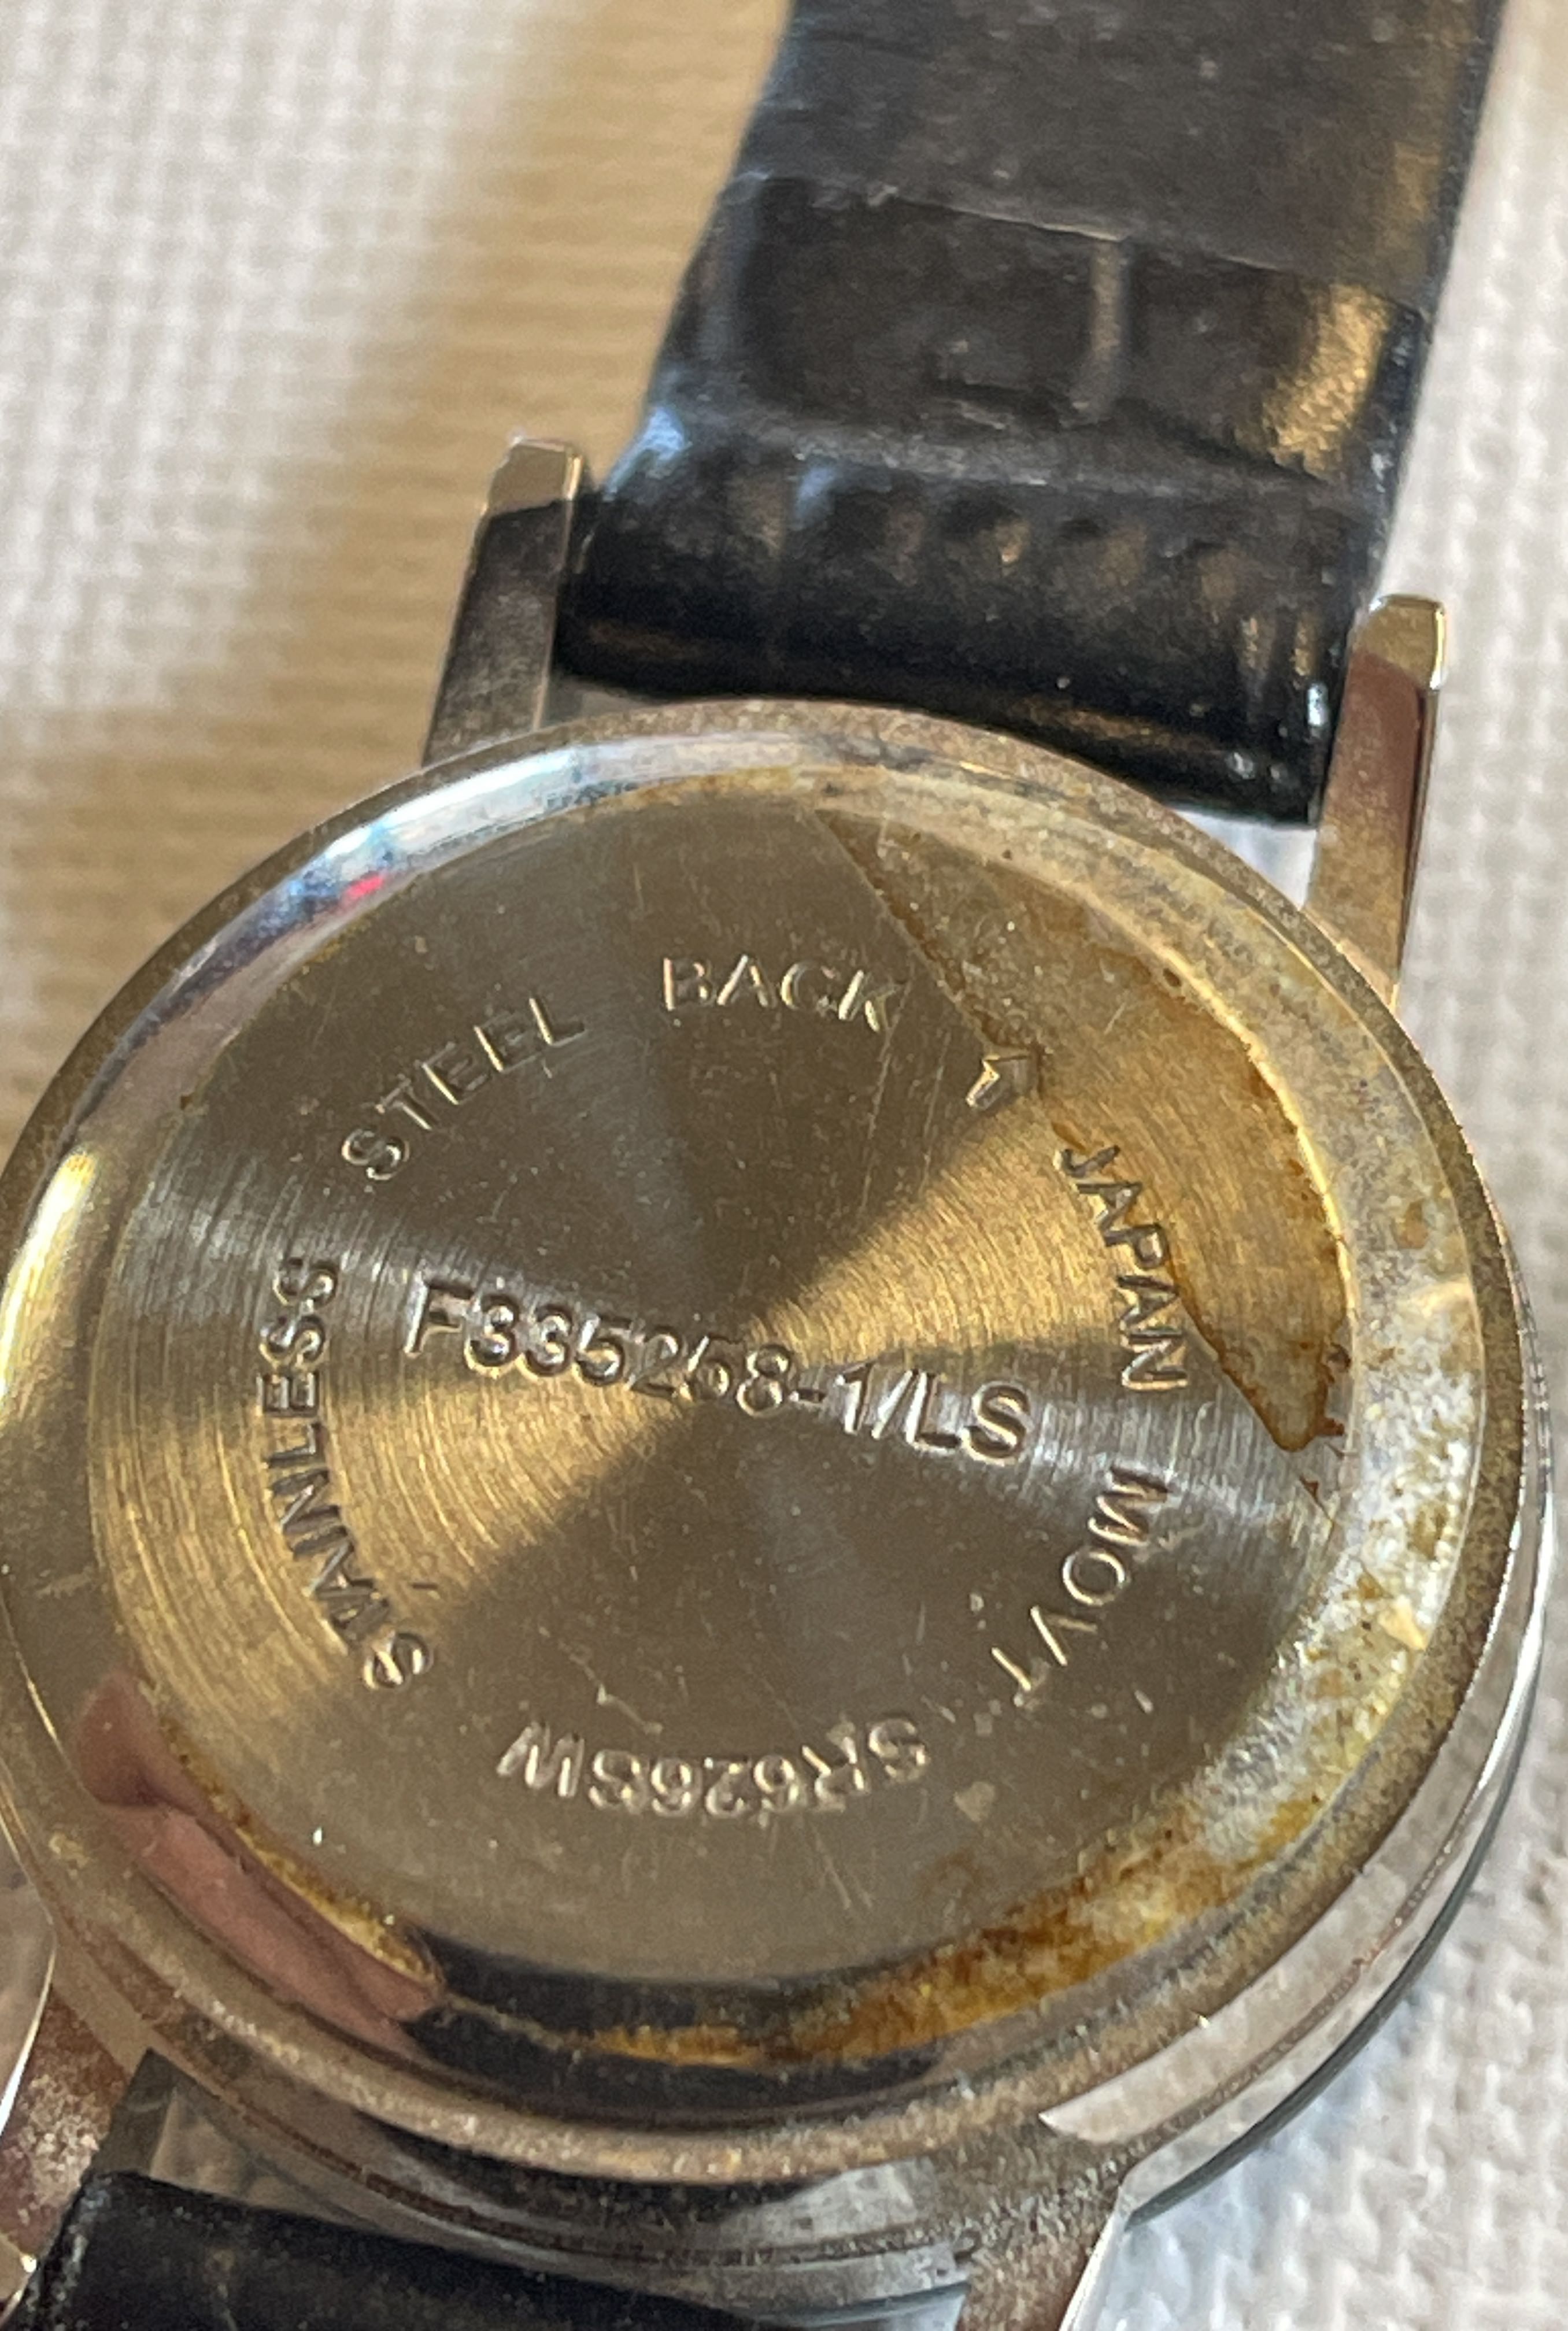 STAINLESS STEEL BACK
JAPAN MOVT
SR626SW
F335258-1/LS